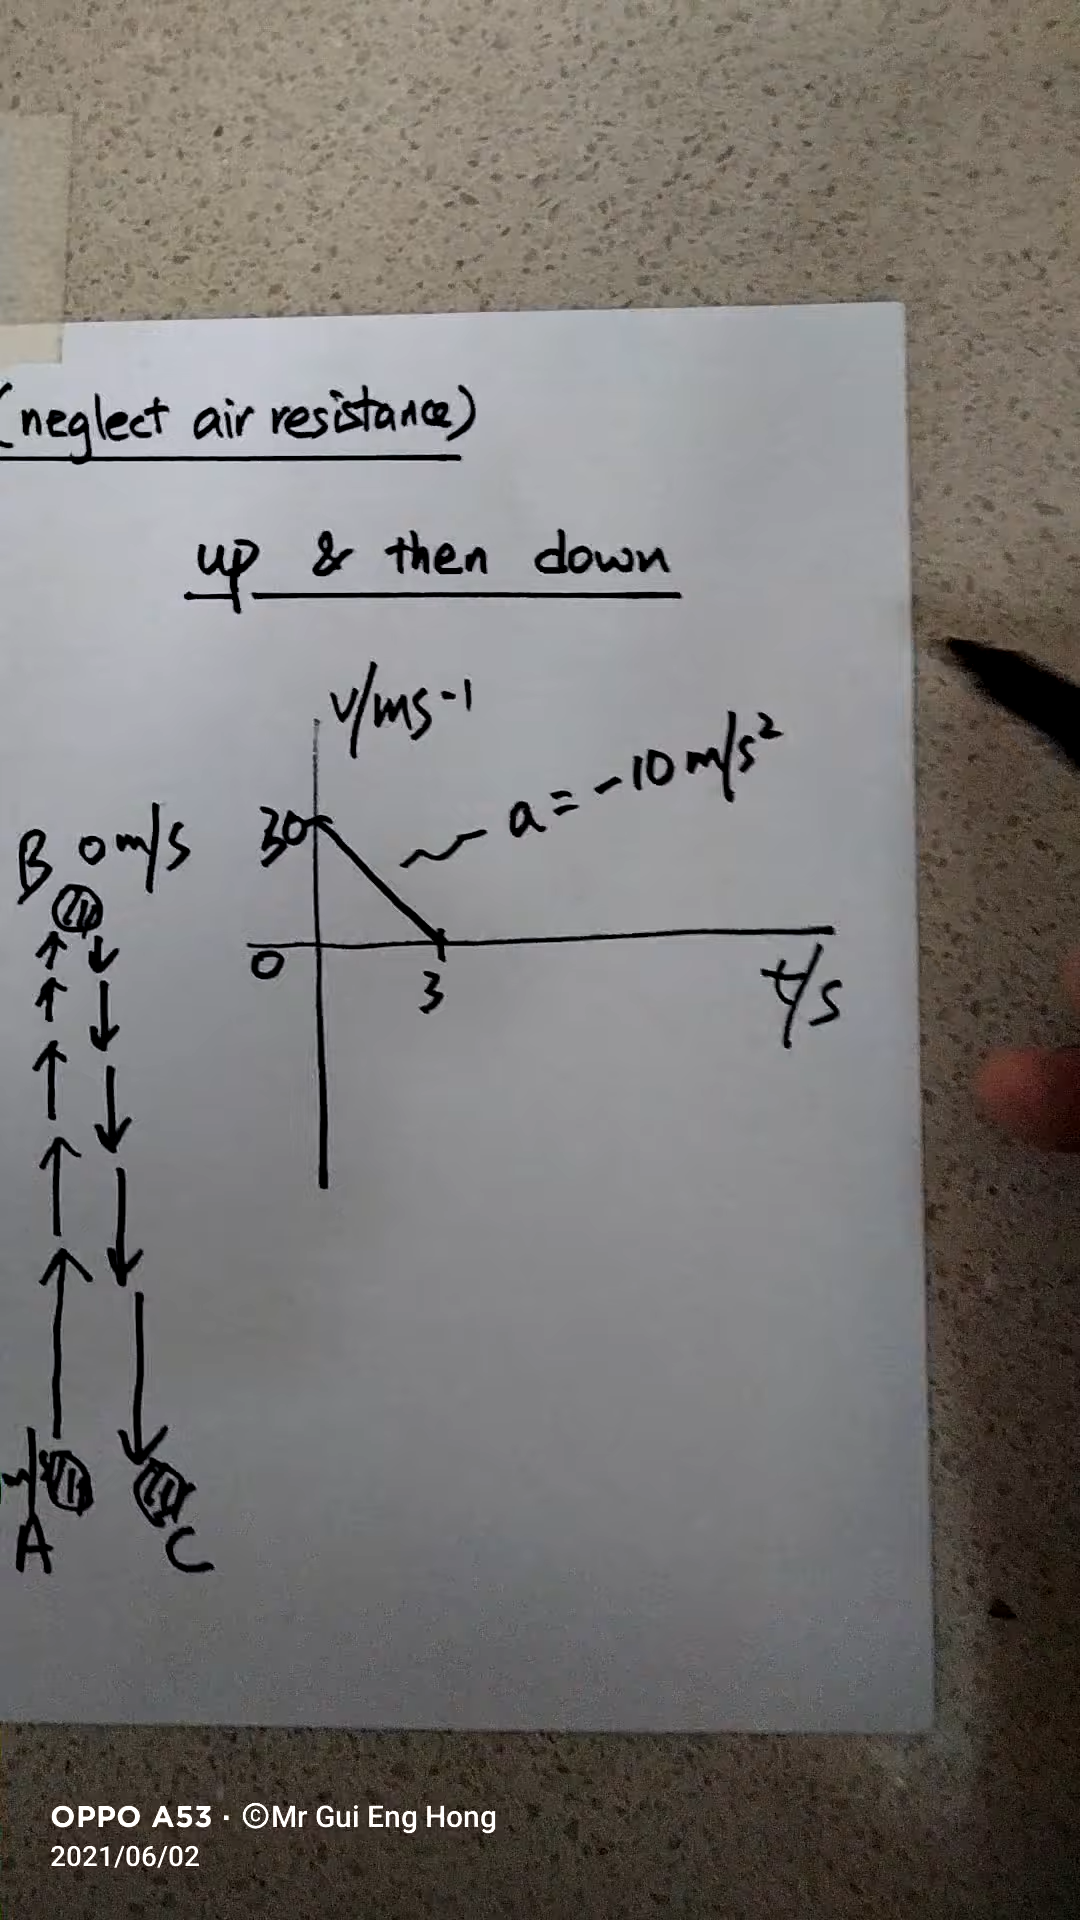 (neglect air resistance)
up & then down
v/ms-1
a = -10 m/s²
30
B 0 m/s
0
3
t/s
m/s
A
C
OPPO A53 · ©Mr Gui Eng Hong
2021/06/02